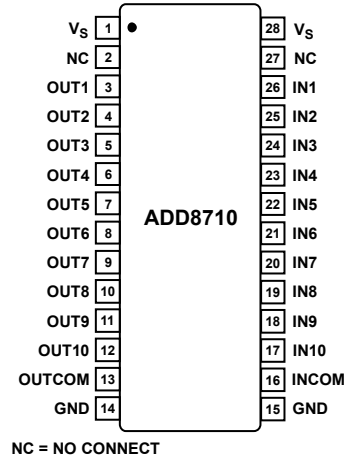 VS 1 28 VS
NC 2 27 NC
OUT1 3 26 IN1
OUT2 4 25 IN2
OUT3 5 24 IN3
OUT4 6 23 IN4
OUT5 7 22 IN5
ADD8710
OUT6 8 21 IN6
OUT7 9 20 IN7
OUT8 10 19 IN8
OUT9 11 18 IN9
OUT10 12 17 IN10
OUTCOM 13 16 INCOM
GND 14 15 GND
NC = NO CONNECT